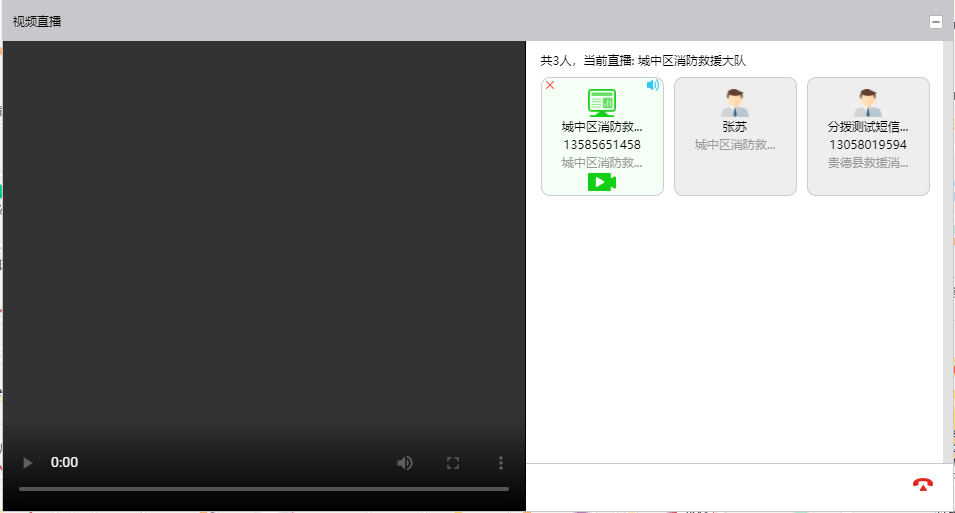 视频直播
共3人，当前直播: 城中区消防救援大队
城中区消防救...
13585651458
城中区消防救...
张苏
城中区消防救...
分拨测试短信...
13058019594
贵德县救援消...
0:00